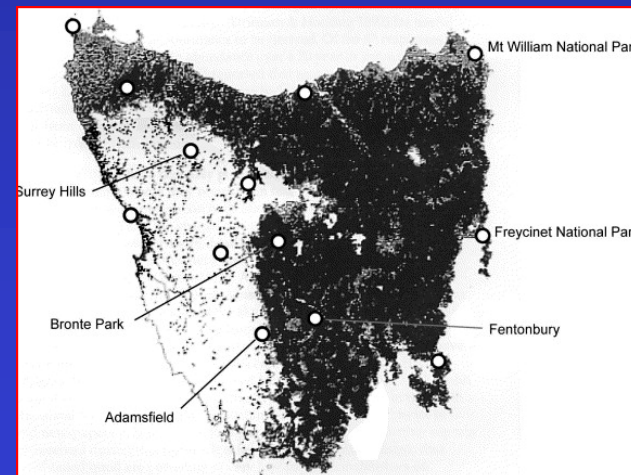 Mt William National Par
Surrey Hills
Freycinet National Par
Bronte Park
Fentonbury
Adamsfield